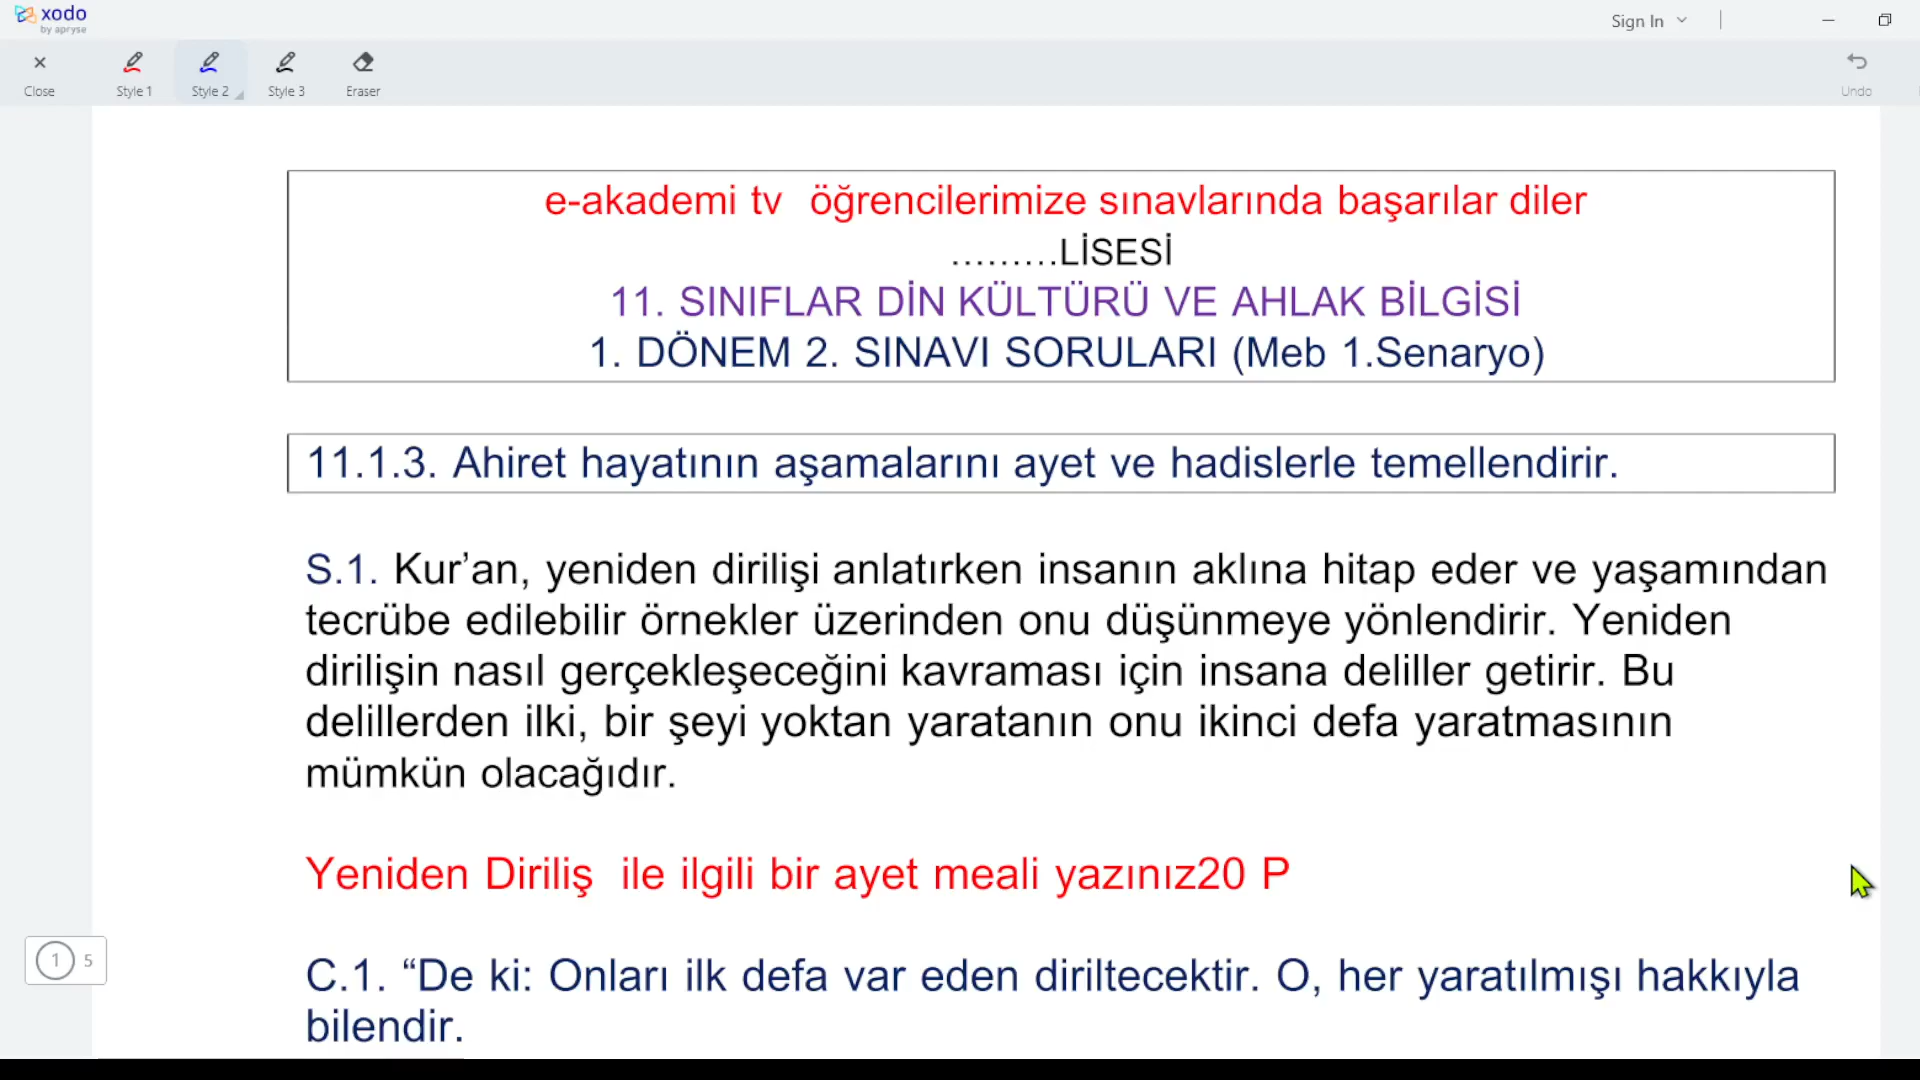 xodo
by apryse
Sign In
Close
Style 1
Style 2
Style 3
Eraser
Undo
e-akademi tv öğrencilerimize sınavlarında başarılar diler
.........LİSESİ
11. SINIFLAR DİN KÜLTÜRÜ VE AHLAK BİLGİSİ
1. DÖNEM 2. SINAVI SORULARI (Meb 1.Senaryo)
11.1.3. Ahiret hayatının aşamalarını ayet ve hadislerle temellendirir.
S.1. Kur’an, yeniden dirilişi anlatırken insanın aklına hitap eder ve yaşamından
tecrübe edilebilir örnekler üzerinden onu düşünmeye yönlendirir. Yeniden
dirilişin nasıl gerçekleşeceğini kavraması için insana deliller getirir. Bu
delillerden ilki, bir şeyi yoktan yaratanın onu ikinci defa yaratmasının
mümkün olacağıdır.
Yeniden Diriliş ile ilgili bir ayet meali yazınız20 P
C.1. “De ki: Onları ilk defa var eden diriltecektir. O, her yaratılmışı hakkıyla
bilendir.
1 5